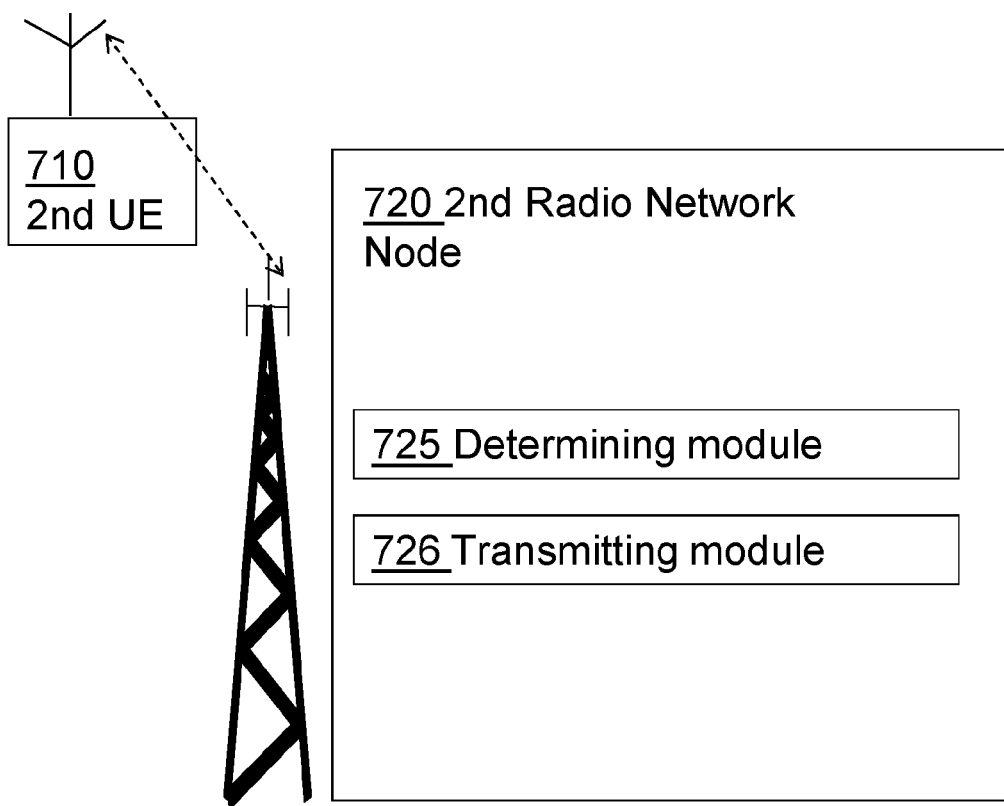 710
2nd UE
720 2nd Radio Network
Node
725 Determining module
726 Transmitting module